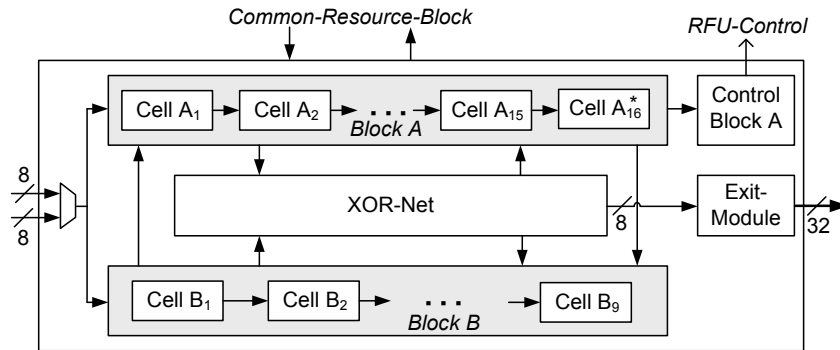 Common-Resource-Block
RFU-Control
Cell A1
Cell A2
. . .
Cell A15
Cell A*16
Block A
Control
Block A
8
8
XOR-Net
8
Exit-
Module
32
Cell B1
Cell B2
. . .
Cell B9
Block B